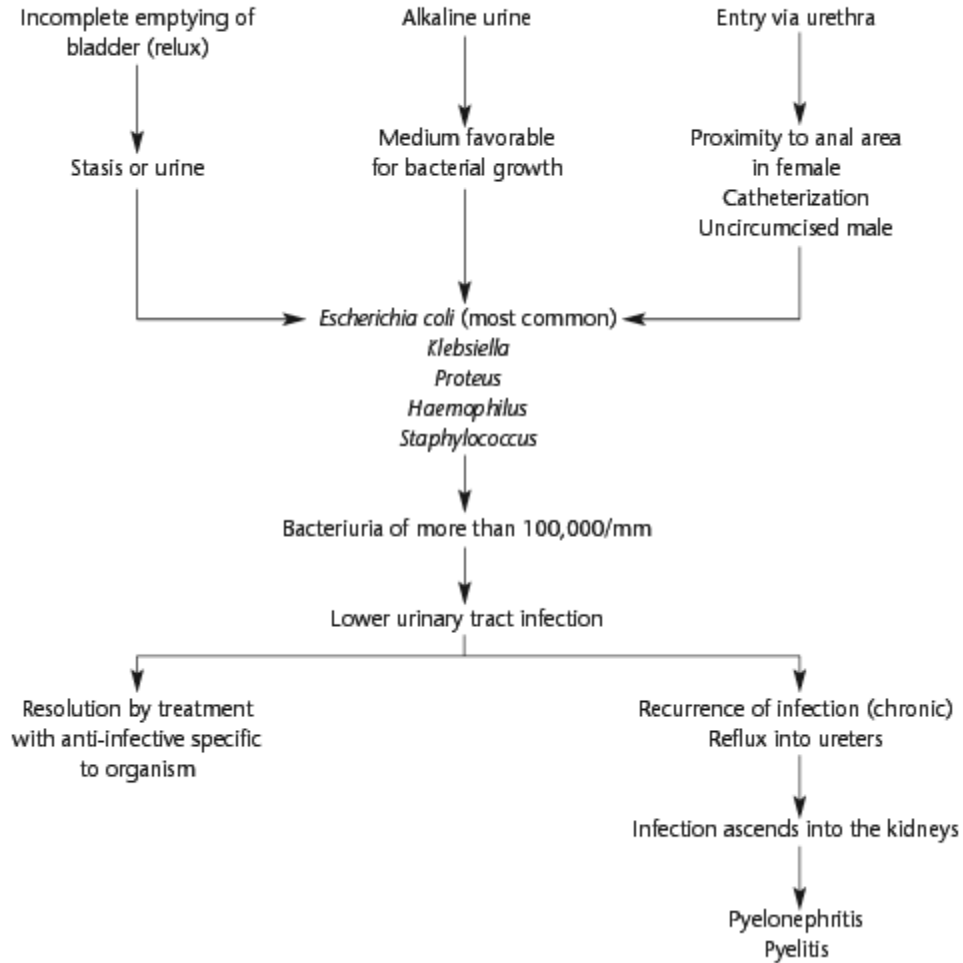 Incomplete emptying of
bladder (relux)
Alkaline urine
Entry via urethra
Stasis or urine
Medium favorable
for bacterial growth
Proximity to anal area
in female
Catheterization
Uncircumcised male
Escherichia coli (most common)
Klebsiella
Proteus
Haemophilus
Staphylococcus
Bacteriuria of more than 100,000/mm
Lower urinary tract infection
Resolution by treatment
with anti-infective specific
to organism
Recurrence of infection (chronic)
Reflux into ureters
Infection ascends into the kidneys
Pyelonephritis
Pyelitis